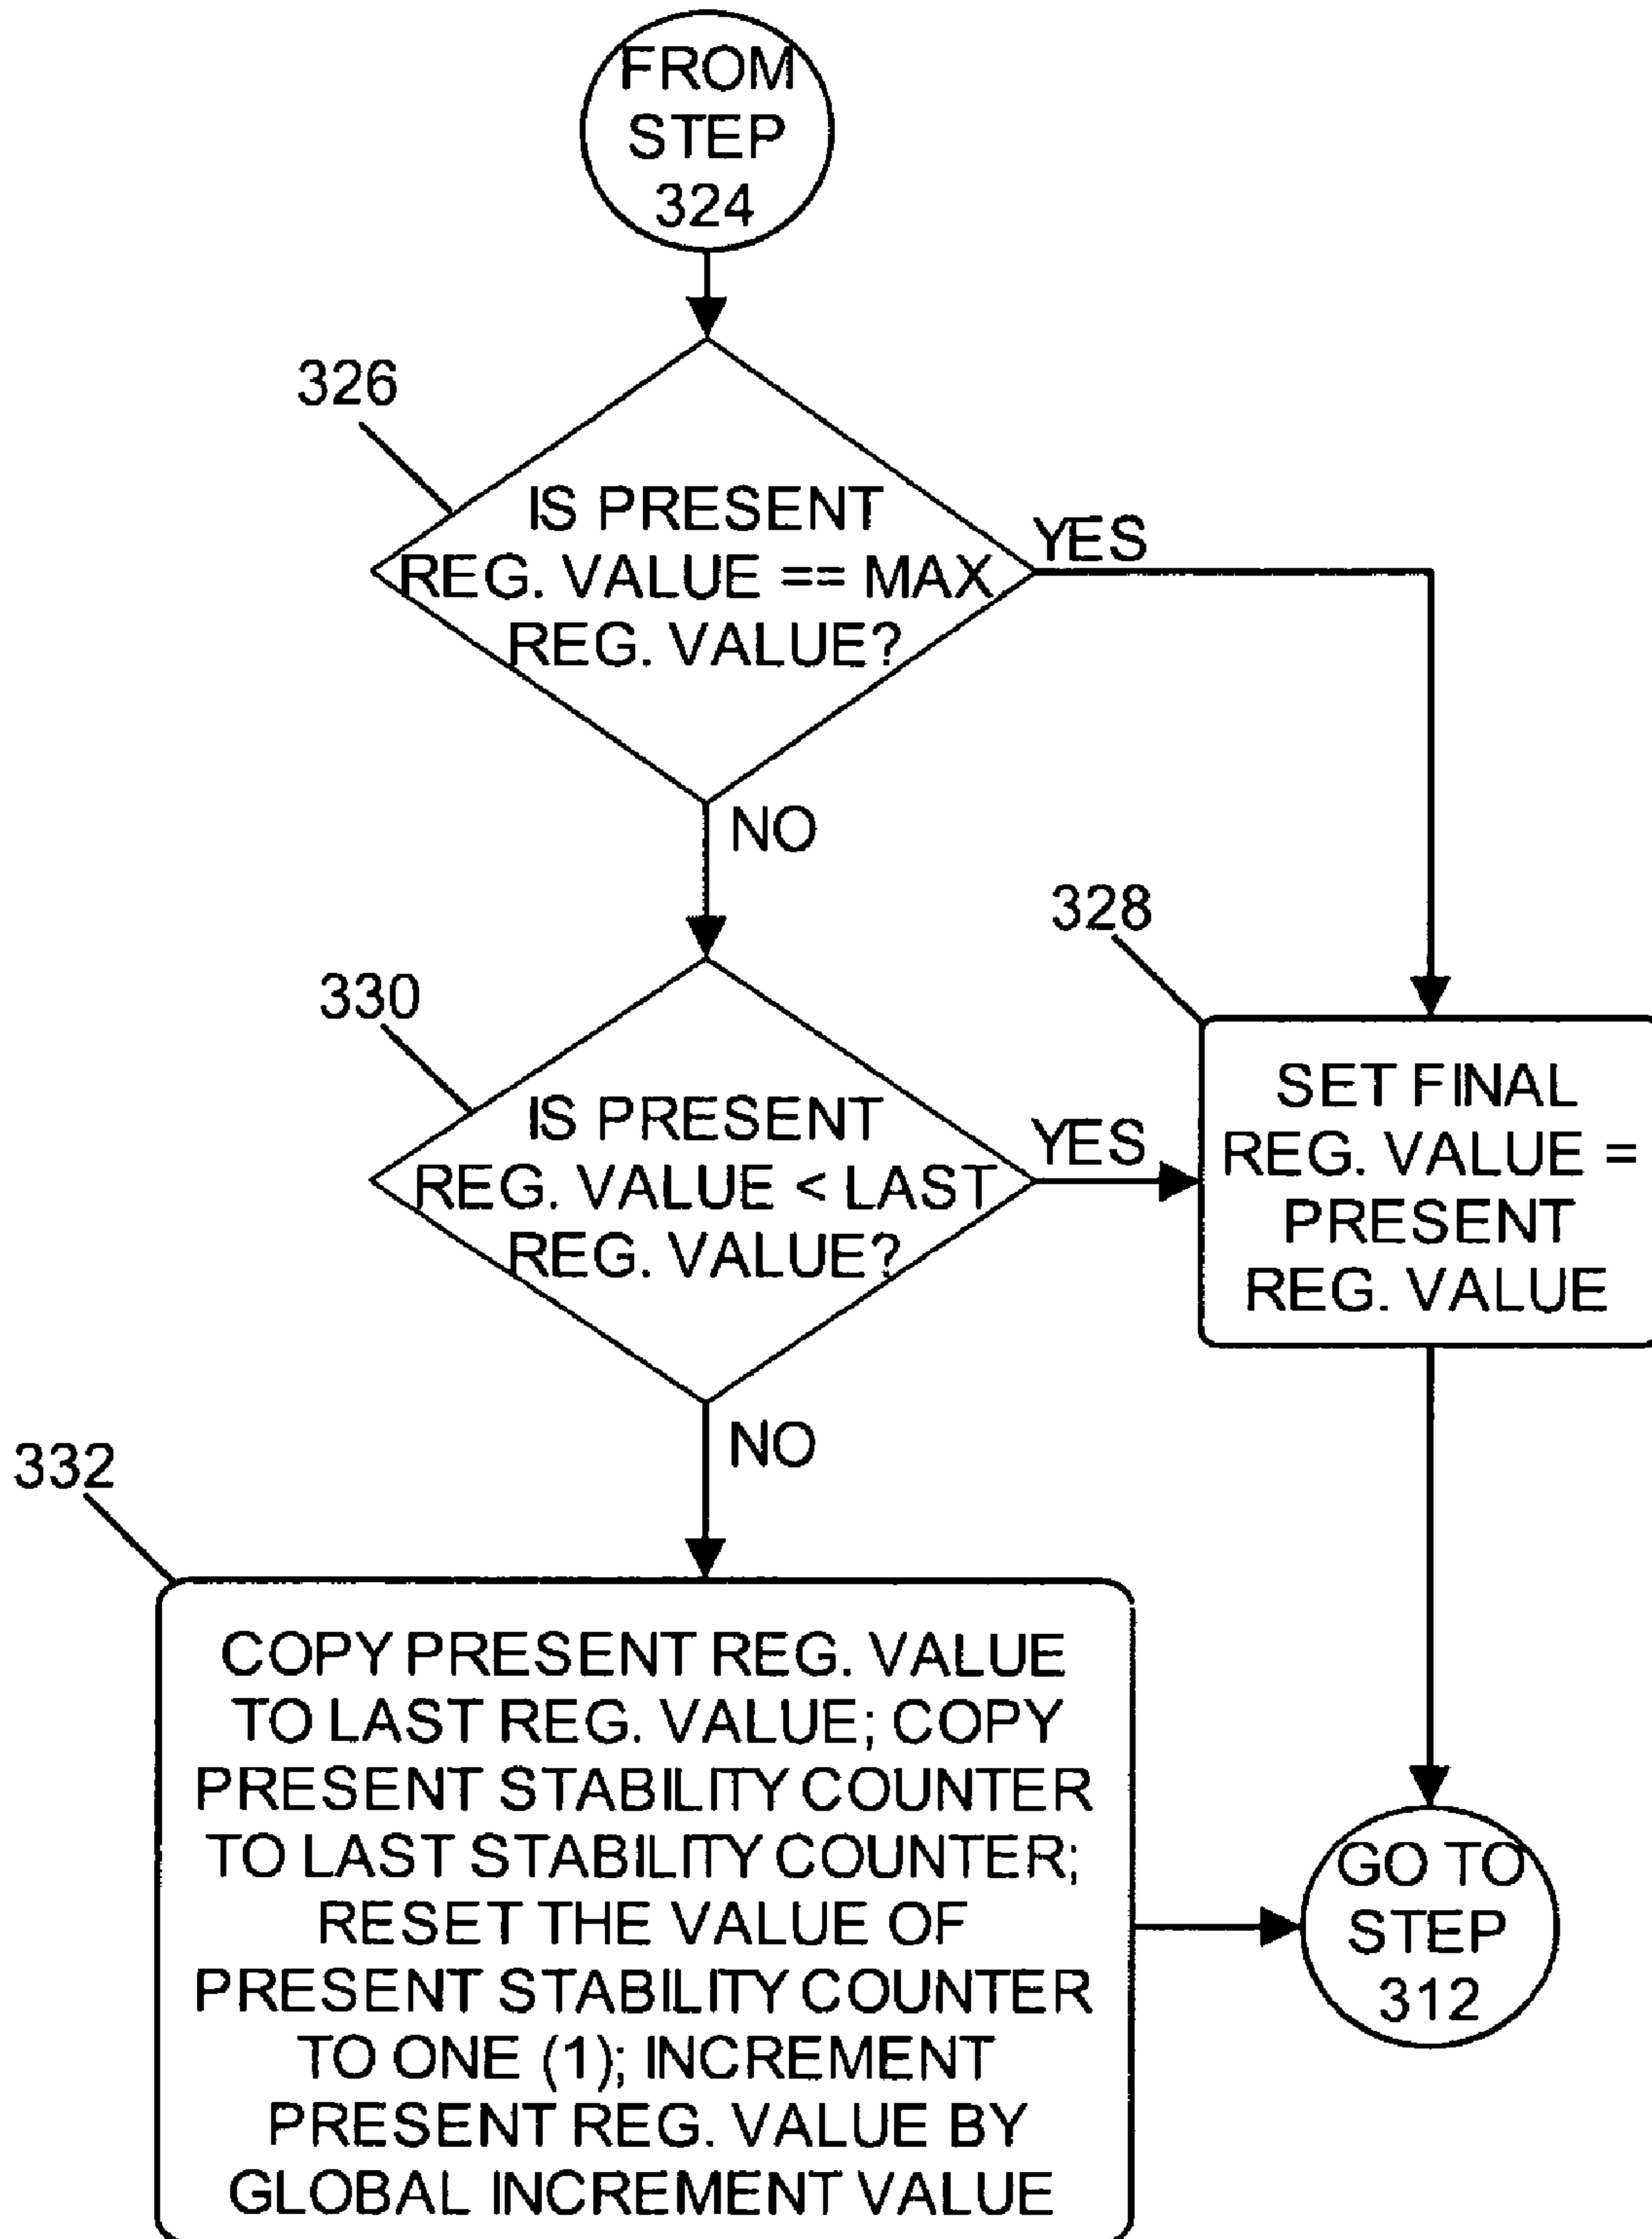 FROM
STEP
324
326
IS PRESENT
REG. VALUE == MAX
REG. VALUE?
YES
NO
328
SET FINAL
REG. VALUE =
PRESENT
REG. VALUE
330
IS PRESENT
REG. VALUE < LAST
REG. VALUE?
YES
NO
332
COPY PRESENT REG. VALUE
TO LAST REG. VALUE; COPY
PRESENT STABILITY COUNTER
TO LAST STABILITY COUNTER;
RESET THE VALUE OF
PRESENT STABILITY COUNTER
TO ONE (1); INCREMENT
PRESENT REG. VALUE BY
GLOBAL INCREMENT VALUE
GO TO
STEP
312